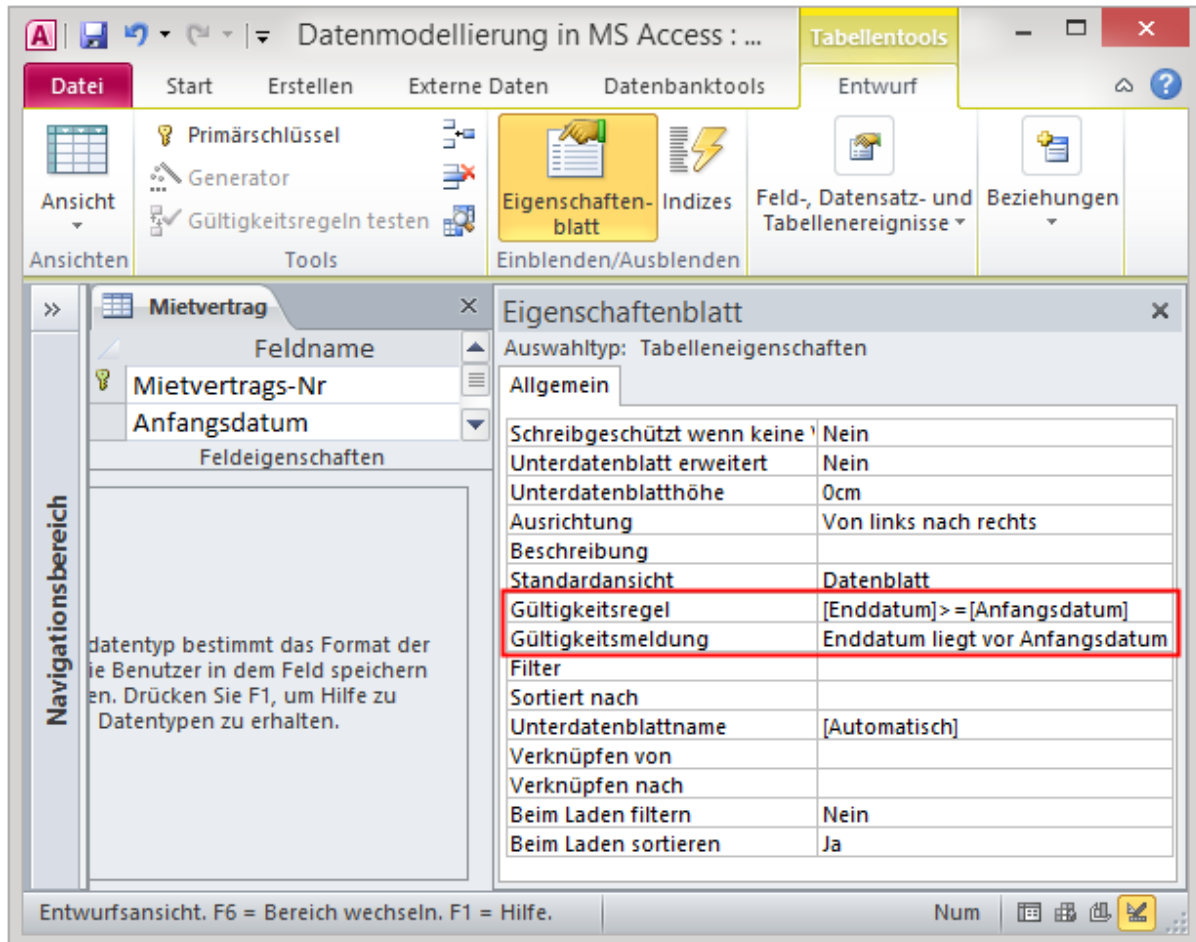 A Datenmodellierung in MS Access : ... Tabellentools
Datei Start Erstellen Externe Daten Datenbanktools Entwurf
Ansicht
Ansichten
Primärschlüssel
Generator
Gültigkeitsregeln testen
Tools
Eigenschaften-
blatt
Indizes
Einblenden/Ausblenden
Feld-, Datensatz- und
Tabellenereignisse
Beziehungen
Navigationsbereich
Mietvertrag
Feldname
Mietvertrags-Nr
Anfangsdatum
Feldeigenschaften
datentyp bestimmt das Format der
ie Benutzer in dem Feld speichern
en. Drücken Sie F1, um Hilfe zu
Datentypen zu erhalten.
Eigenschaftenblatt
Auswahltyp: Tabelleneigenschaften
Allgemein
Schreibgeschützt wenn keine Nein
Unterdatenblatt erweitert Nein
Unterdatenblatthöhe 0cm
Ausrichtung Von links nach rechts
Beschreibung
Standardansicht Datenblatt
Gültigkeitsregel [Enddatum]>=[Anfangsdatum]
Gültigkeitsmeldung Enddatum liegt vor Anfangsdatum
Filter
Sortiert nach
Unterdatenblattname [Automatisch]
Verknüpfen von
Verknüpfen nach
Beim Laden filtern Nein
Beim Laden sortieren Ja
Entwurfsansicht. F6 = Bereich wechseln. F1 = Hilfe. Num